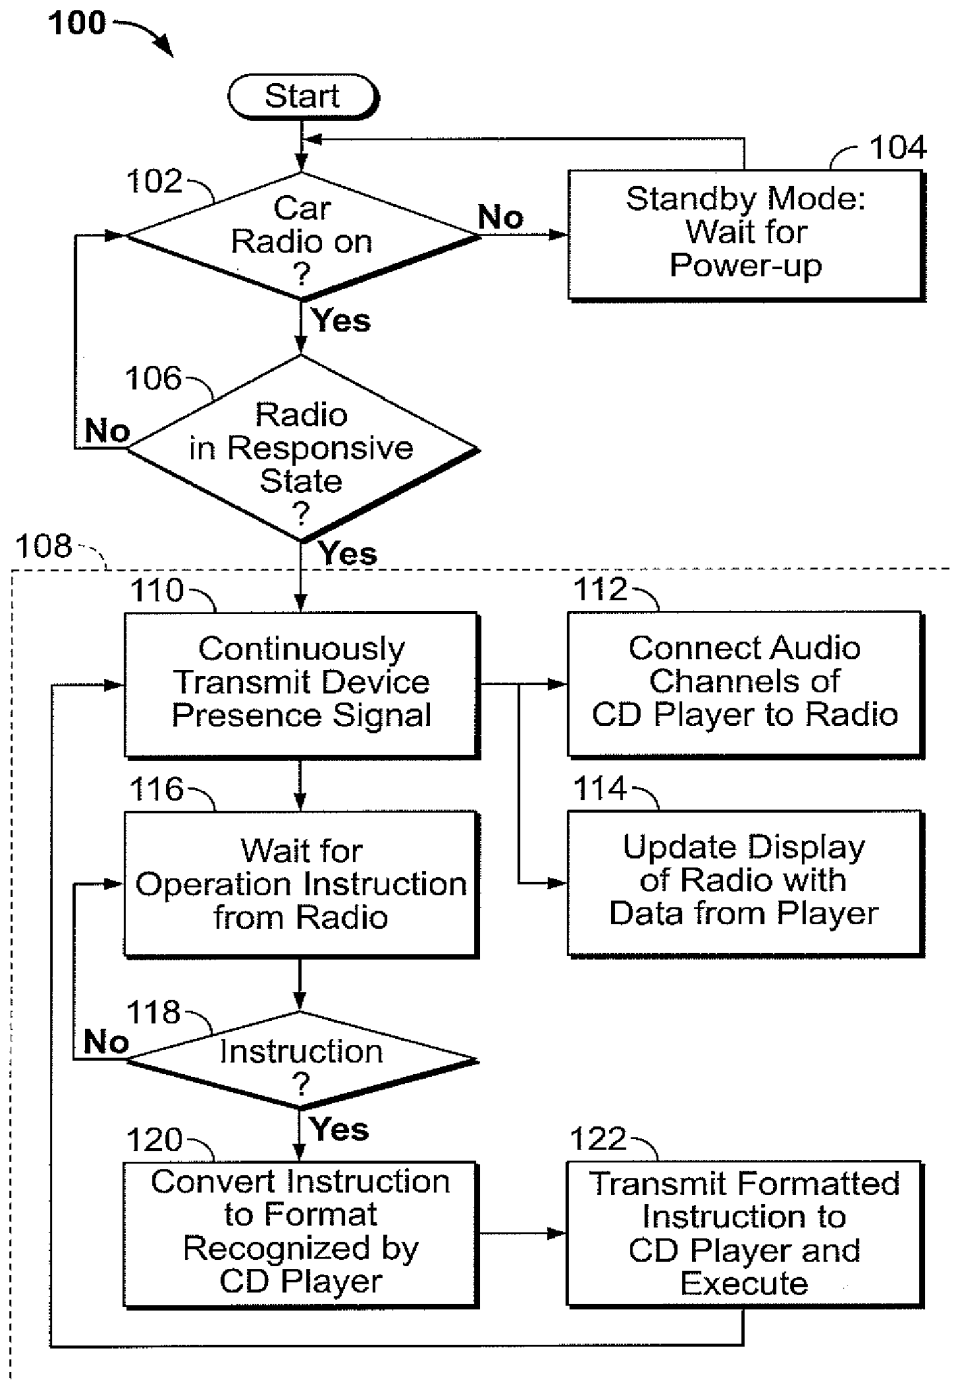 100
Start
102
Car
Radio on
?
No
104
Standby Mode:
Wait for
Power-up
Yes
106
Radio
in Responsive
State
?
No
Yes
108
110
Continuously
Transmit Device
Presence Signal
112
Connect Audio
Channels of
CD Player to Radio
116
Wait for
Operation Instruction
from Radio
114
Update Display
of Radio with
Data from Player
118
Instruction
?
No
Yes
120
Convert Instruction
to Format
Recognized by
CD Player
122
Transmit Formatted
Instruction to
CD Player and
Execute